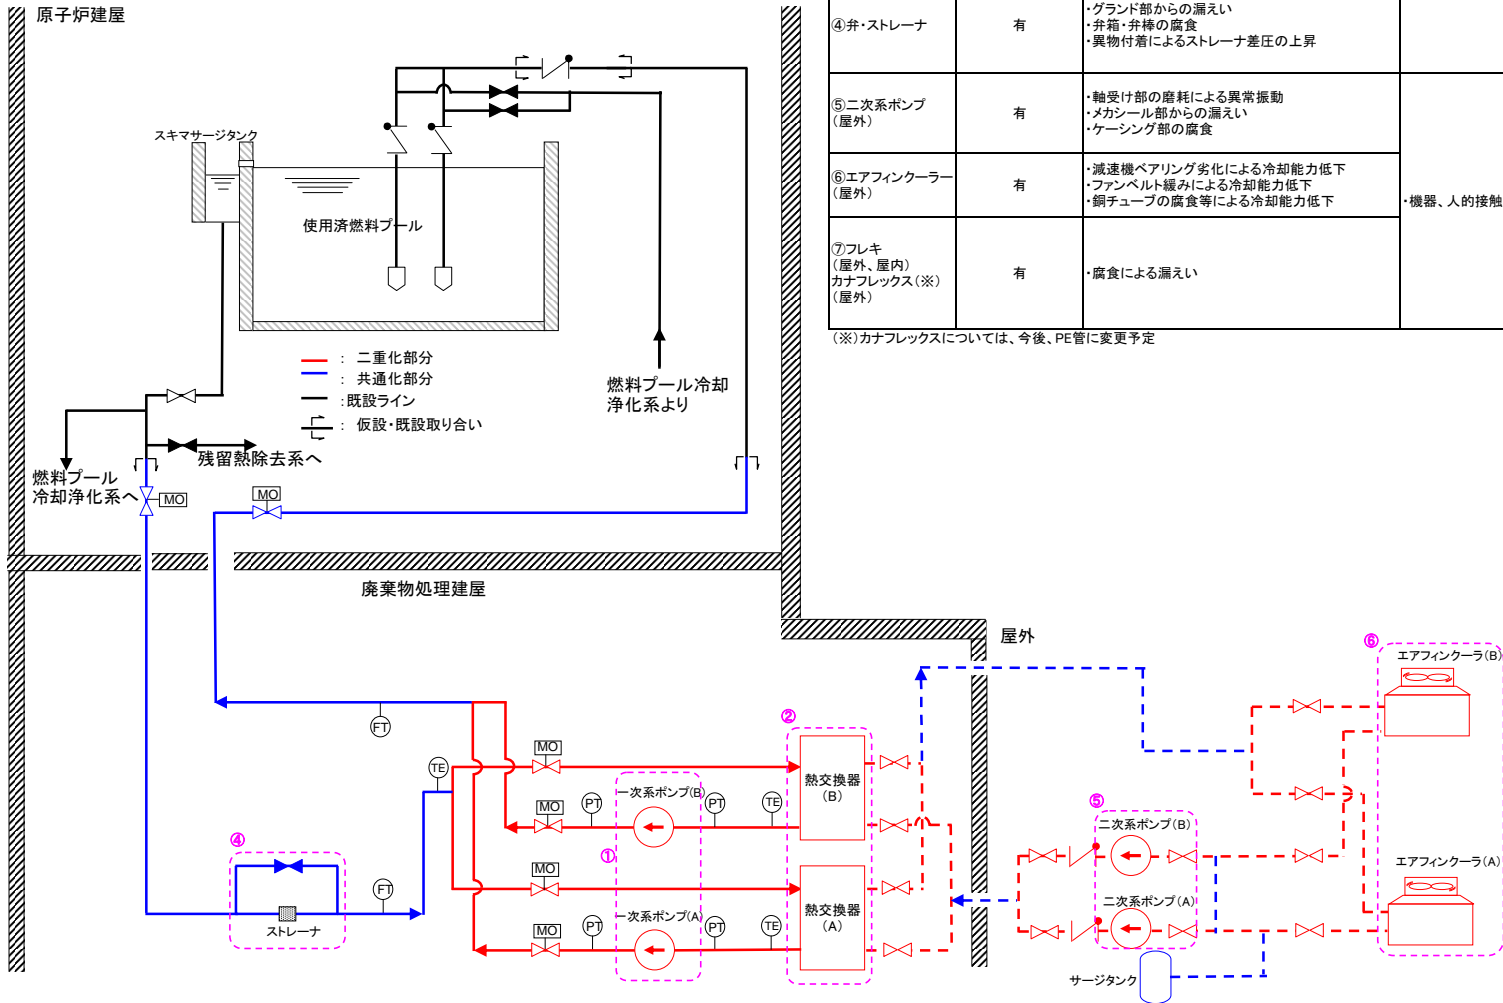 原子炉建屋
スキマサージタンク
使用済燃料プール
： 二重化部分
： 共通化部分
：既設ライン
： 仮設・既設取り合い
燃料プール冷却
浄化系より
残留熱除去系へ
燃料プール
冷却浄化系へ
MO
MO
廃棄物処理建屋
④弁・ストレーナ
有
・グランド部からの漏えい
・弁箱・弁棒の腐食
・異物付着によるストレーナ差圧の上昇
⑤二次系ポンプ
（屋外）
有
・軸受け部の磨耗による異常振動
・メカシール部からの漏えい
・ケーシング部の腐食
⑥エアフィンクーラー
（屋外）
有
・減速機ベアリング劣化による冷却能力低下
・ファンベルト緩みによる冷却能力低下
・銅チューブの腐食等による冷却能力低下
・機器、人的接触
⑦フレキ
（屋外、屋内）
カナフレックス（※）
（屋外）
有
・腐食による漏えい
（※）カナフレックスについては、今後、PE管に変更予定
屋外
⑥
エアフィンクーラ（B）
FT
②
TE
MO
熱交換器
（B）
一次系ポンプ（B）
MO
PT
PT
TE
①
⑤
二次系ポンプ（B）
④
ストレーナ
FT
MO
熱交換器
（A）
一次系ポンプ（A）
MO
PT
PT
TE
二次系ポンプ（A）
エアフィンクーラ（A）
サージタンク